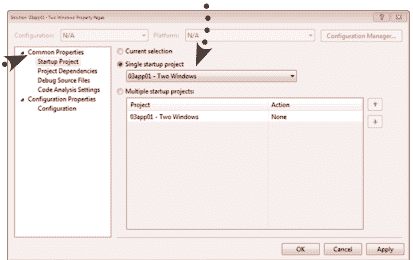 Solution '03app01 - Two Windows' Property Pages
Configuration: N/A Platform: N/A Configuration Manager...
Common Properties
Startup Project
Project Dependencies
Debug Source Files
Code Analysis Settings
Configuration Properties
Configuration
Current selection
Single startup project
03app01 - Two Windows
Multiple startup projects:
Project Action
03app01 - Two Windows None
OK Cancel Apply